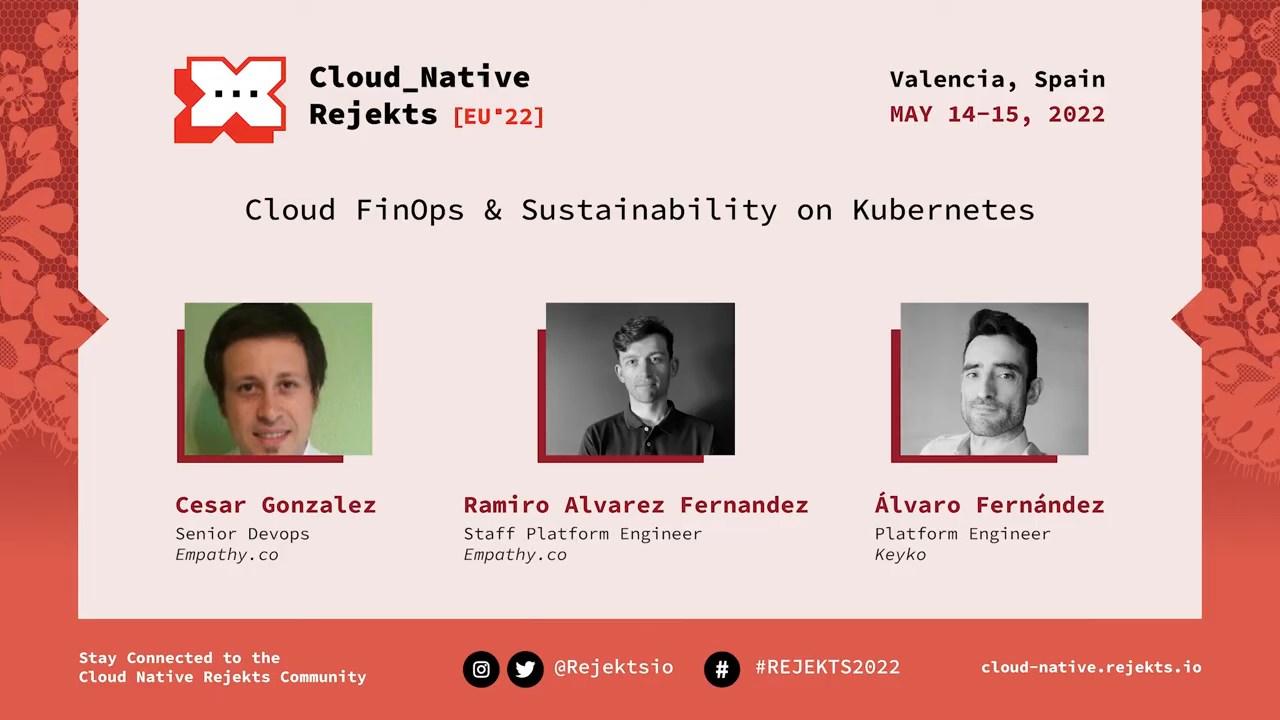 Cloud_Native
Rejekts [EU'22]
Valencia, Spain
MAY 14-15, 2022
Cloud FinOps & Sustainability on Kubernetes
Cesar Gonzalez
Senior Devops
Empathy.co
Ramiro Alvarez Fernandez
Staff Platform Engineer
Empathy.co
Álvaro Fernández
Platform Engineer
Keyko
Stay Connected to the
Cloud Native Rejekts Community
@Rejektsio
# #REJEKTS2022
cloud-native.rejekts.io